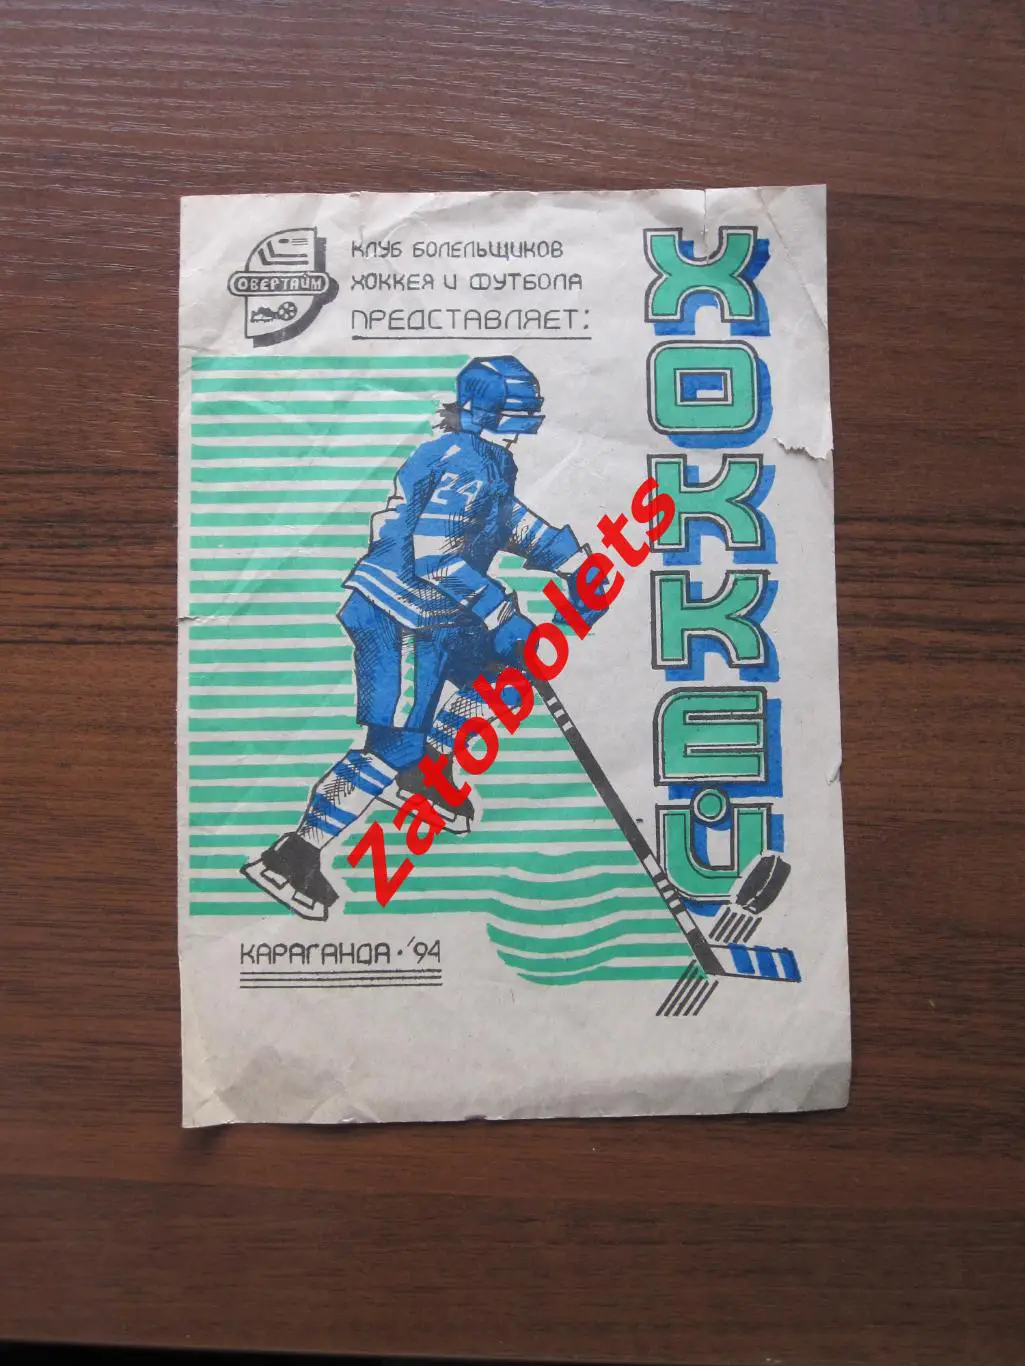 ОВЕРТАЙМ
КЛУБ БОЛЕЛЬЩИКОВ
ХОККЕЯ И ФУТБОЛА
ПРЕДСТАВЛЯЕТ:
ХОККЕЙ
24
Zatobolets
КАРАГАНДА · '94